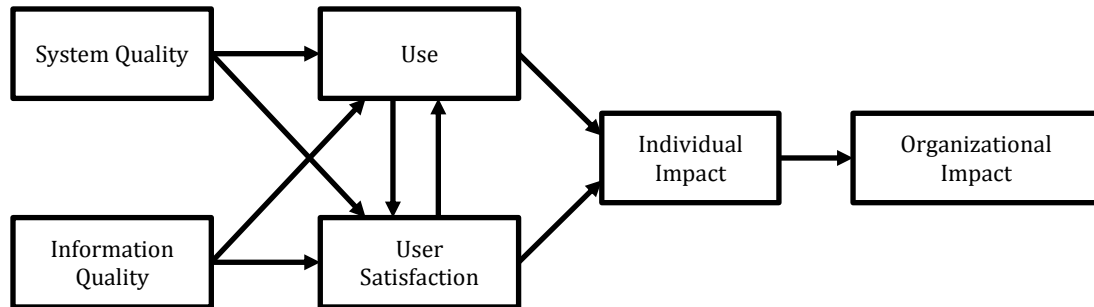 System Quality
Use
Individual
Impact
Organizational
Impact
Information
Quality
User
Satisfaction